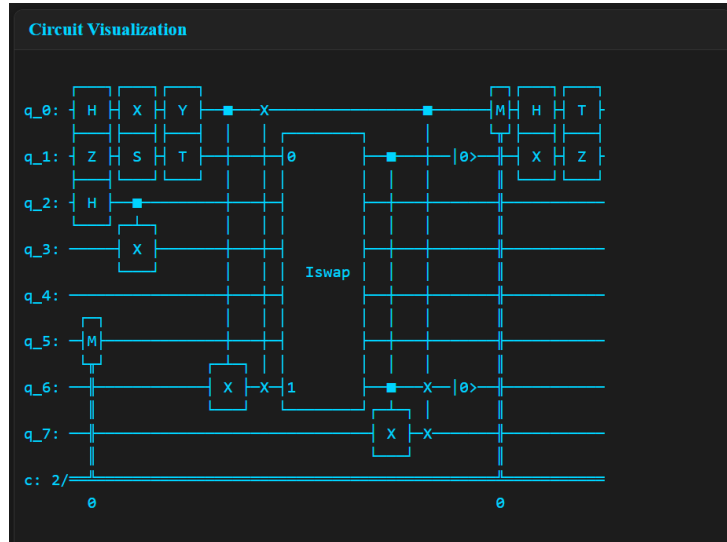 Circuit Visualization
q_0: H X Y X M H T
q_1: Z S T 0 |0> X Z
q_2: H
q_3: X
Iswap
q_4:
q_5: M
q_6: X X 1 X |0>
q_7: X X
c: 2/
0 0